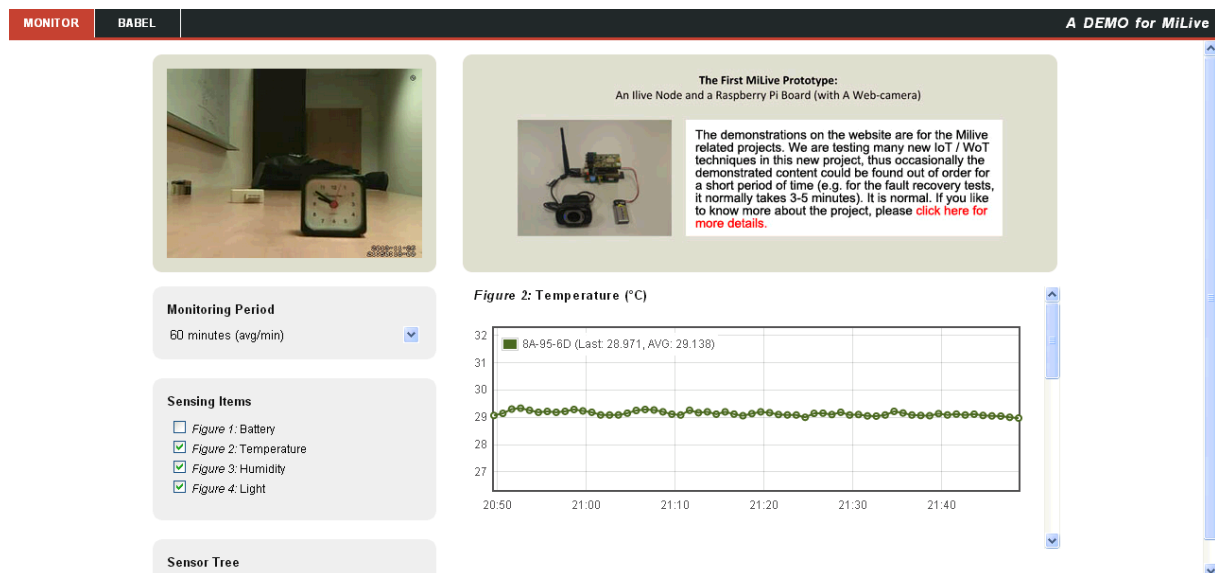 MONITOR
BABEL
A DEMO for MiLive
The First MiLive Prototype:
An Ilive Node and a Raspberry Pi Board (with A Web-camera)
The demonstrations on the website are for the Milive
related projects. We are testing many new IoT / WoT
techniques in this new project, thus occasionally the
demonstrated content could be found out of order for
a short period of time (e.g. for the fault recovery tests,
it normally takes 3-5 minutes). It is normal. If you like
to know more about the project, please click here for
more details.
Monitoring Period
60 minutes (avg/min)
Sensing Items
Figure 1: Battery
Figure 2: Temperature
Figure 3: Humidity
Figure 4: Light
Sensor Tree
Figure 2: Temperature (°C)
8A-95-6D (Last: 28.971, AVG: 29.138)
32
31
30
29
28
27
20:50
21:00
21:10
21:20
21:30
21:40